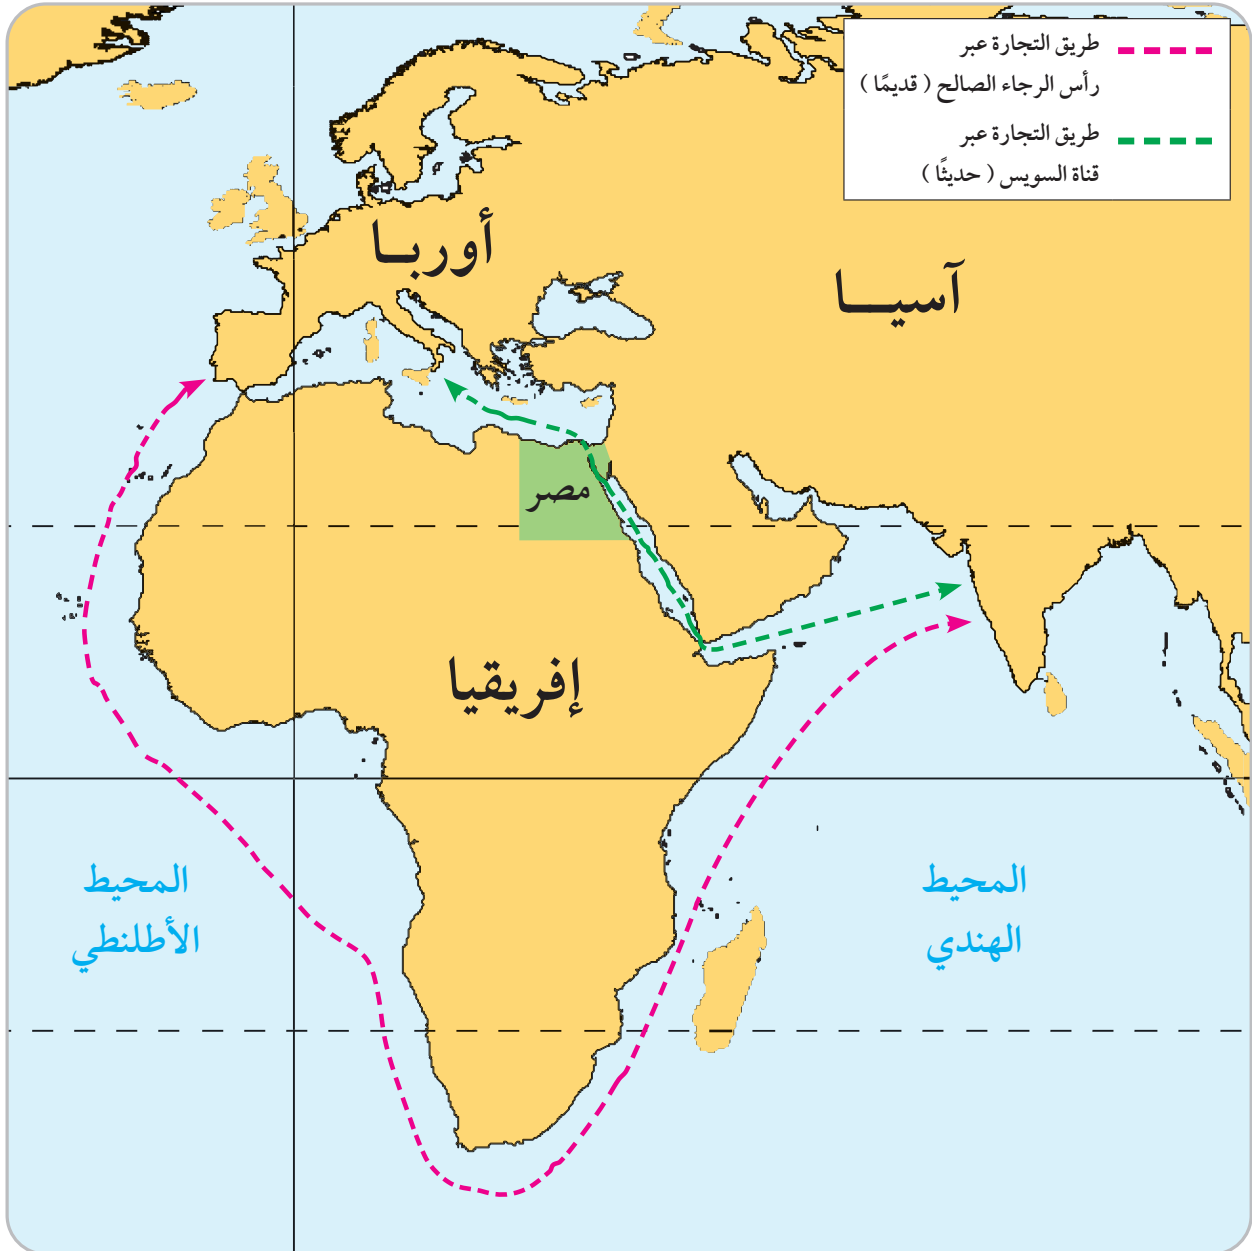 طريق التجارة عبر
رأس الرجاء الصالح ( قديمًا )
طريق التجارة عبر
قناة السويس ( حديثًا )
أوربــا
آسيـــا
مصر
إفريقيا
المحيط
الأطلنطي
المحيط
الهندي